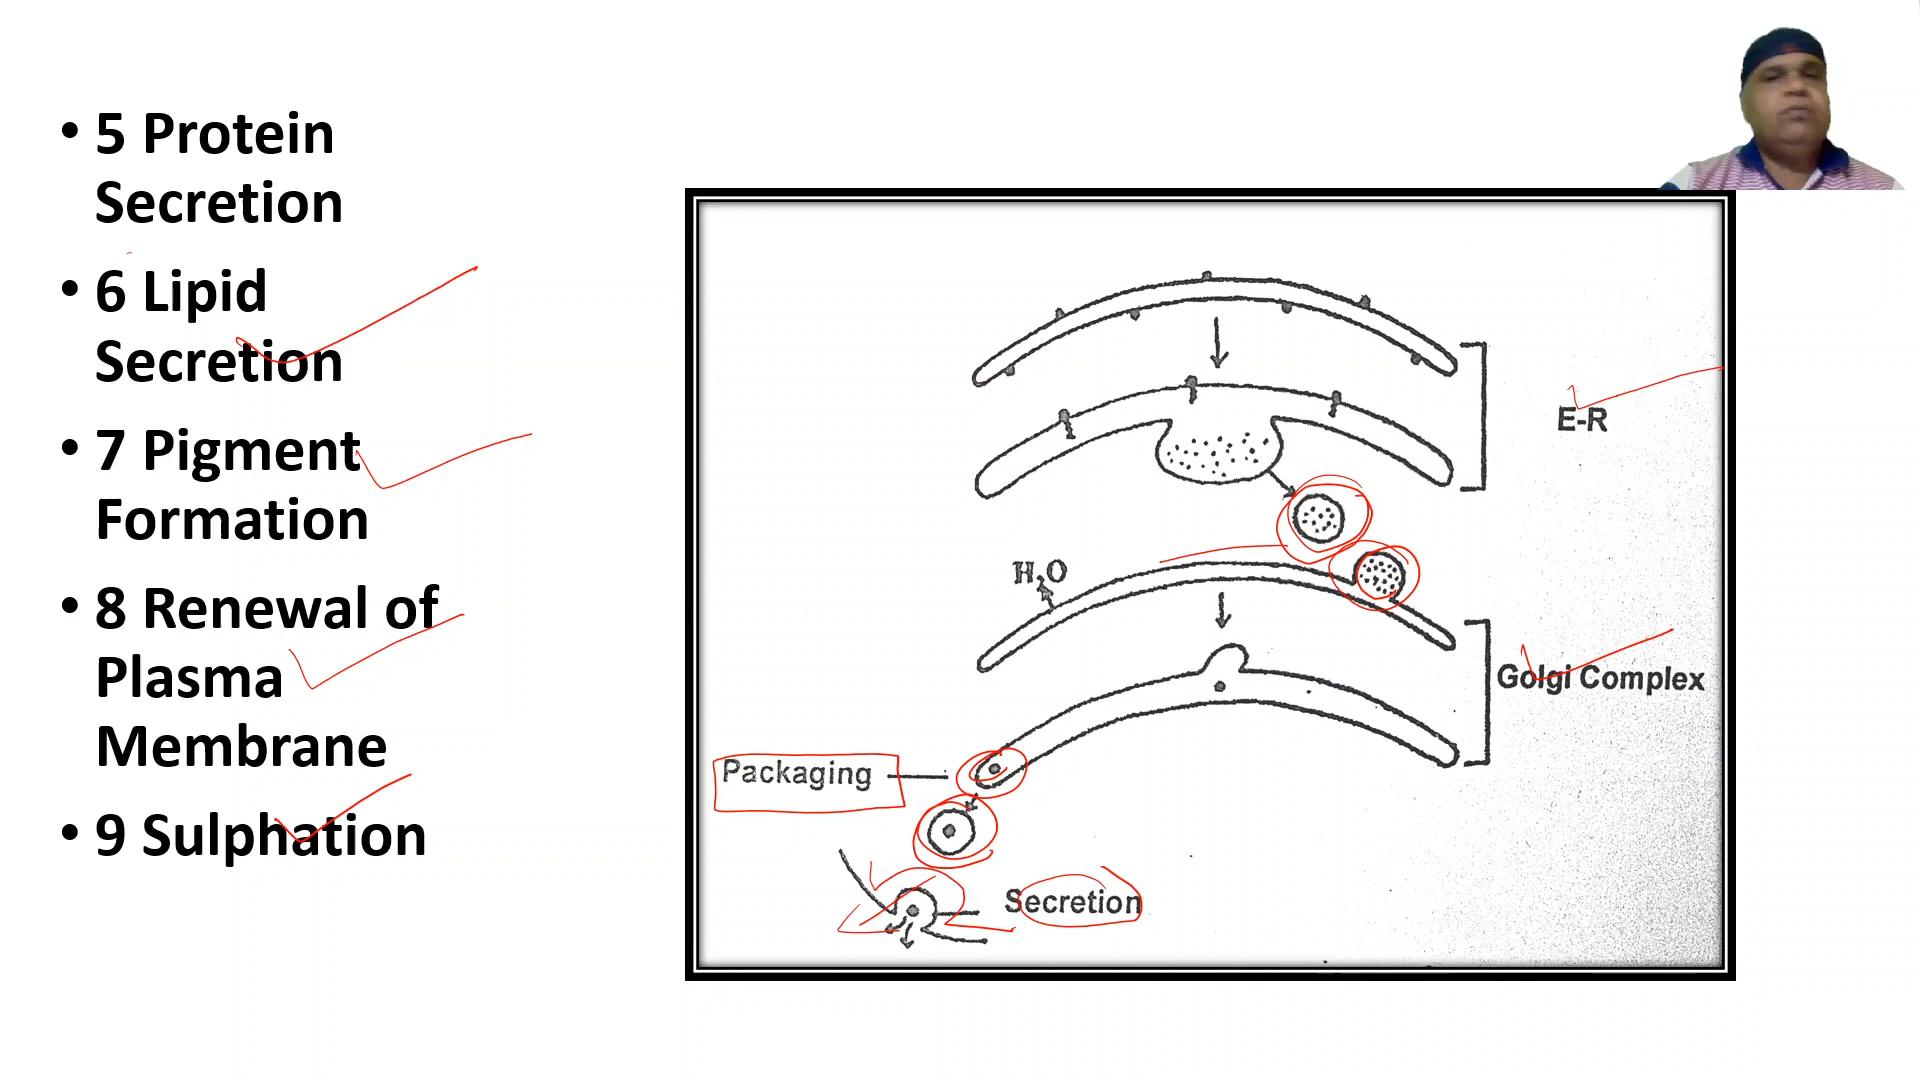 • 5 Protein
Secretion
• 6 Lipid
Secretion
• 7 Pigment
Formation
• 8 Renewal of
Plasma
Membrane
• 9 Sulphation
E-R
H₂O
Golgi Complex
Packaging
Secretion